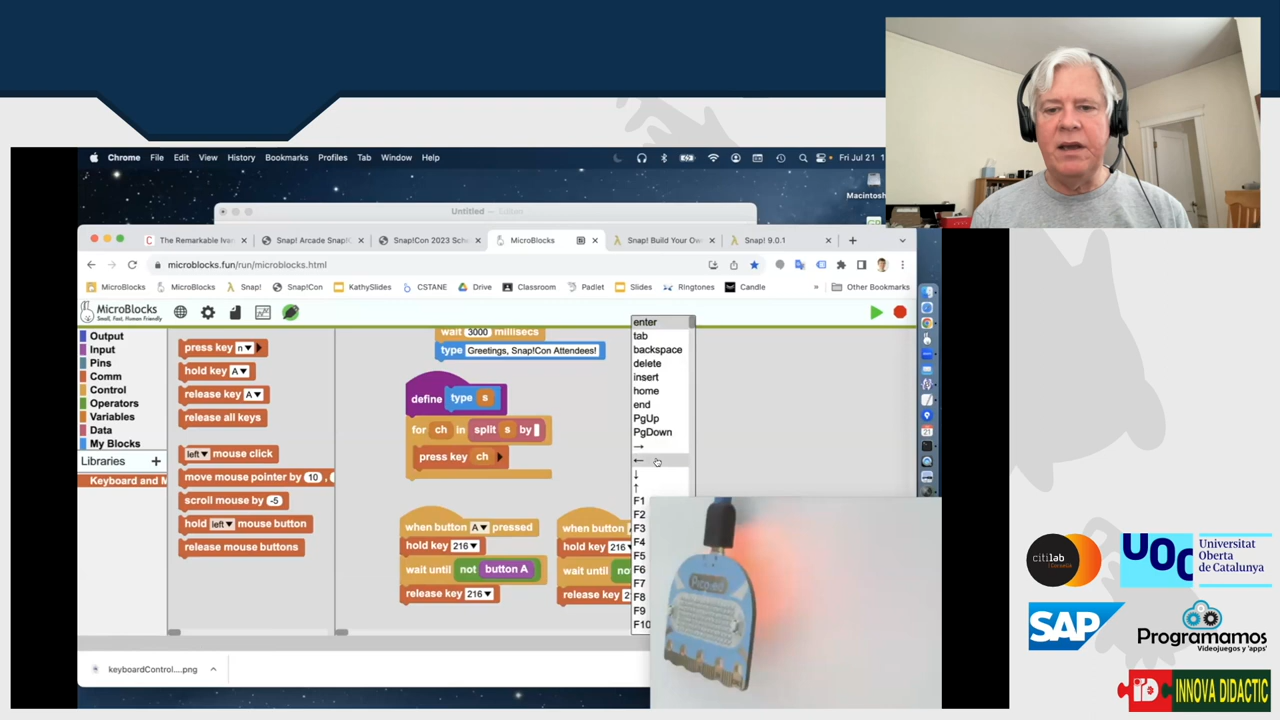 Chrome File Edit View History Bookmarks Profiles Tab Window Help
Fri Jul 21
Macintosh
Untitled
The Remarkable Iva
Snap! Arcade Snap!
Snap!Con 2023 Sch
MicroBlocks
Snap! Build Your Ow
Snap! 9.0.1
microblocks.fun/run/microblocks.html
MicroBlocks
MicroBlocks
Snap!
Snap!Con
KathySlides
CSTANE
Drive
Classroom
Padlet
Slides
Ringtones
Candle
»
Other Bookmarks
MicroBlocks
Small, Fast, Human Friendly
Output
Input
Pins
Comm
Control
Operators
Variables
Data
My Blocks
Libraries +
Keyboard and M
press key n
hold key A
release key A
release all keys
left mouse click
move mouse pointer by 10 ,
scroll mouse by -5
hold left mouse button
release mouse buttons
wait 3000 millisecs
type Greetings, Snap!Con Attendees!
define type s
for ch in split s by
press key ch
when button A pressed
hold key 216
wait until not button A
release key 216
when button
hold key 216
wait until no
release key 2
enter
tab
backspace
delete
insert
home
end
PgUp
PgDown
→
←
↓
↑
F1
F2
F3
F4
F5
F6
F7
F8
F9
F10
keyboardControl....png
citilab
Cornellà
UOC
Universitat
Oberta
de Catalunya
SAP
Programamos
Videojuegos y 'apps'
iD INNOVA DIDACTIC